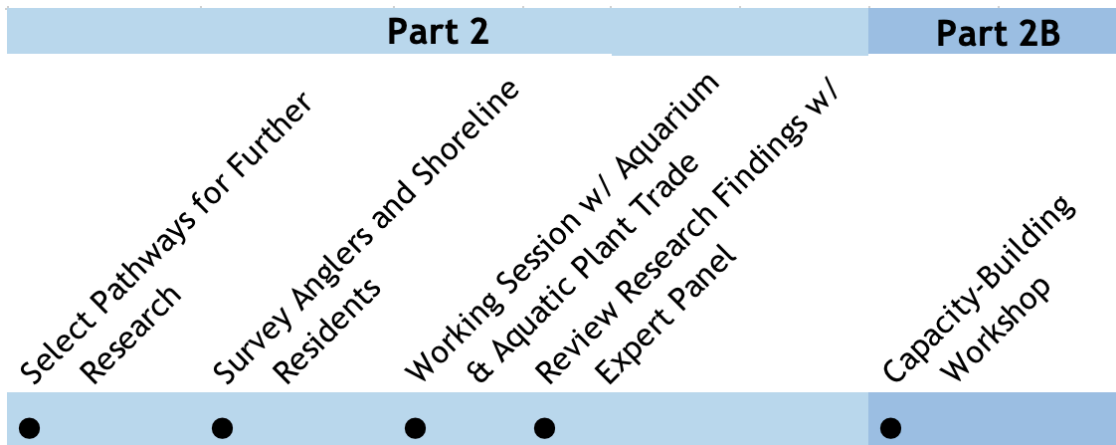 Part 2
Part 2B
Select Pathways for Further
Research
Survey Anglers and Shoreline
Residents
Working Session w/ Aquarium
& Aquatic Plant Trade
Review Research Findings w/
Expert Panel
Capacity-Building
Workshop